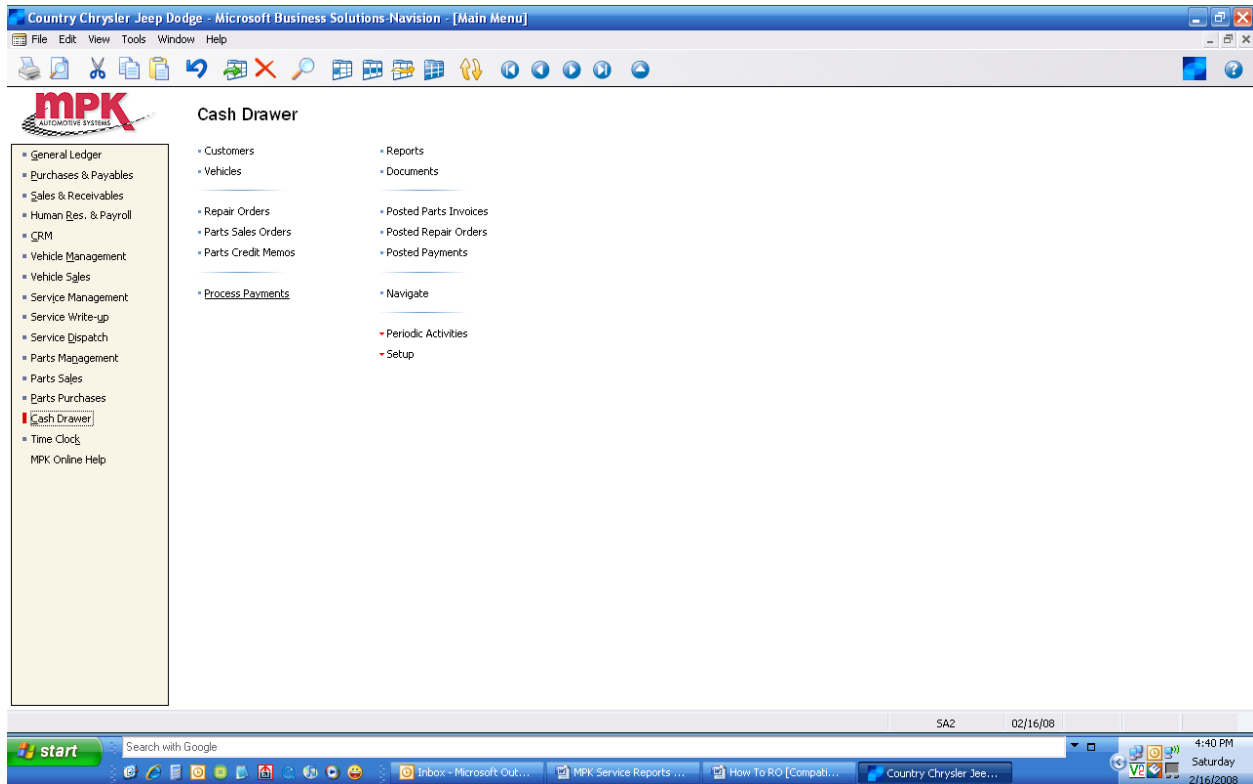 Country Chrysler Jeep Dodge - Microsoft Business Solutions-Navision - [Main Menu]
File Edit View Tools Window Help
MPK
AUTOMOTIVE SYSTEMS
Cash Drawer
General Ledger
Purchases & Payables
Sales & Receivables
Human Res. & Payroll
CRM
Vehicle Management
Vehicle Sales
Service Management
Service Write-up
Service Dispatch
Parts Management
Parts Sales
Parts Purchases
Cash Drawer
Time Clock
MPK Online Help
Customers
Vehicles
Repair Orders
Parts Sales Orders
Parts Credit Memos
Process Payments
Reports
Documents
Posted Parts Invoices
Posted Repair Orders
Posted Payments
Navigate
Periodic Activities
Setup
SA2 02/16/08
start
Search with Google
Inbox - Microsoft Out...
MPK Service Reports ...
How To RO [Compati...
Country Chrysler Jee...
4:40 PM
Saturday
2/16/2008